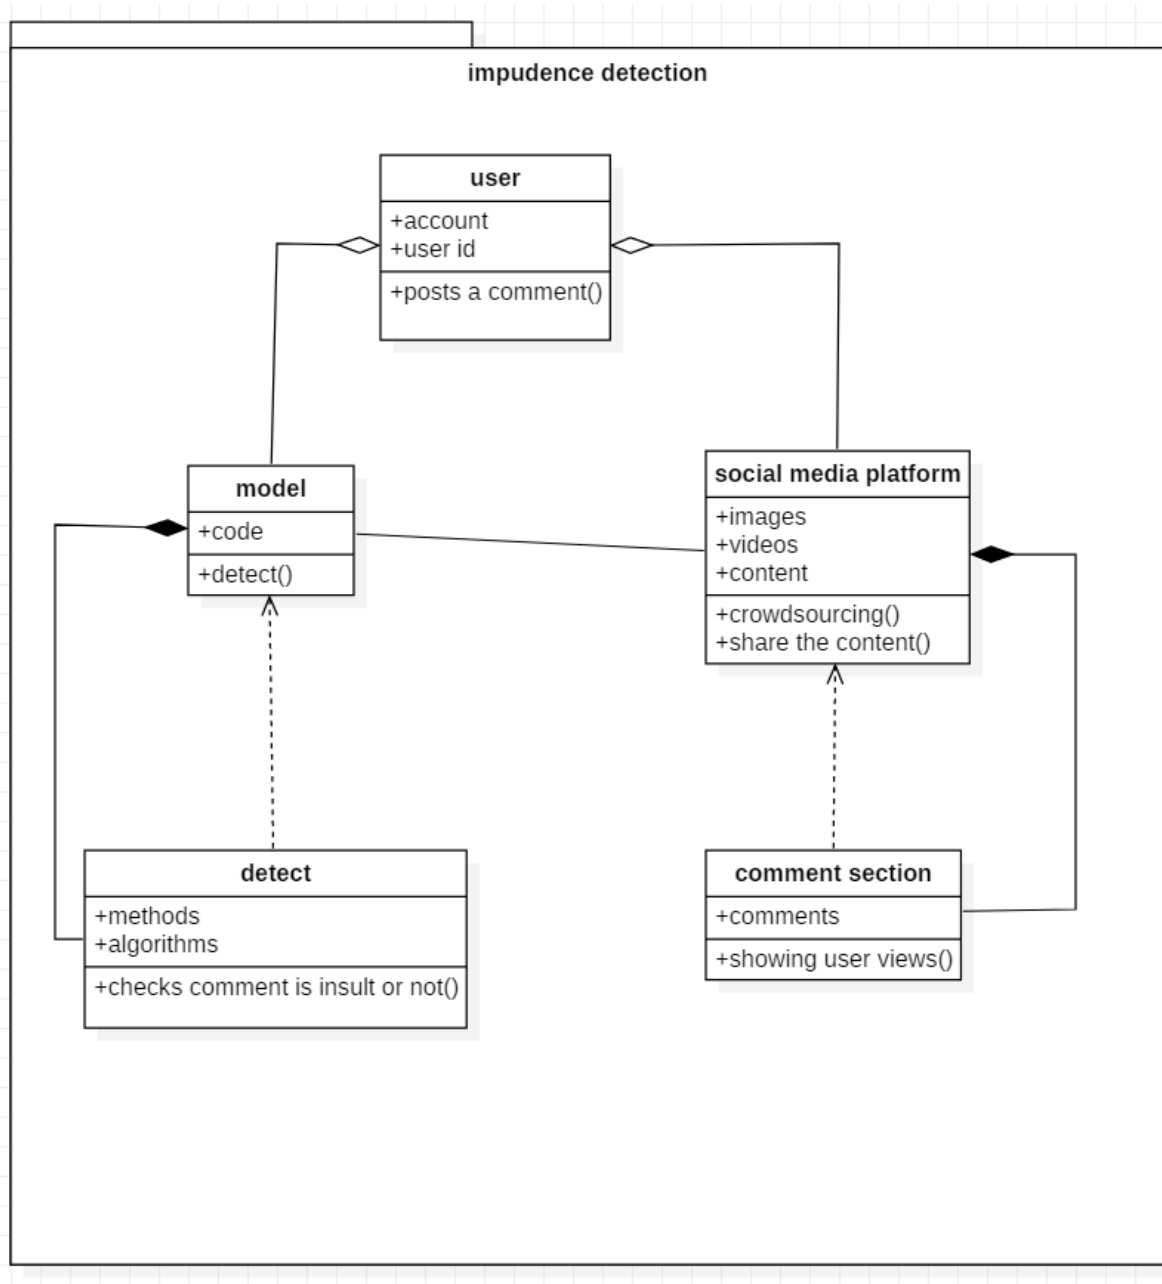 impudence detection
user
+account
+user id
+posts a comment()
model
+code
+detect()
social media platform
+images
+videos
+content
+crowdsourcing()
+share the content()
detect
+methods
+algorithms
+checks comment is insult or not()
comment section
+comments
+showing user views()